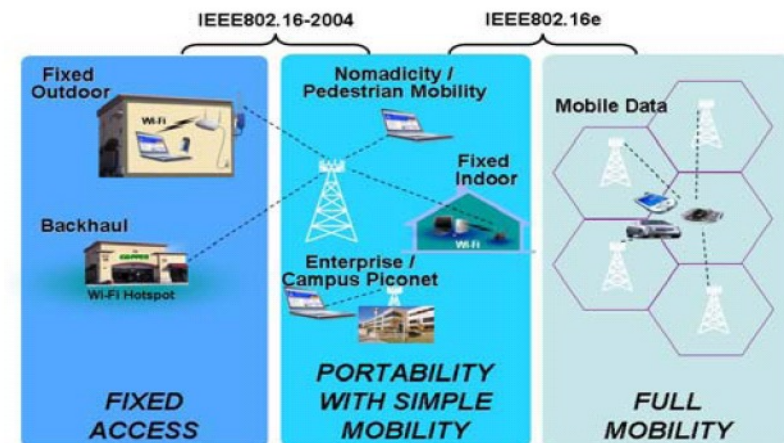 IEEE802.16-2004
IEEE802.16e
Fixed
Outdoor
Wi-Fi
Backhaul
Wi-Fi Hotspot
FIXED
ACCESS
Nomadicity /
Pedestrian Mobility
Fixed
Indoor
Wi-Fi
Enterprise /
Campus Piconet
PORTABILITY
WITH SIMPLE
MOBILITY
Mobile Data
FULL
MOBILITY